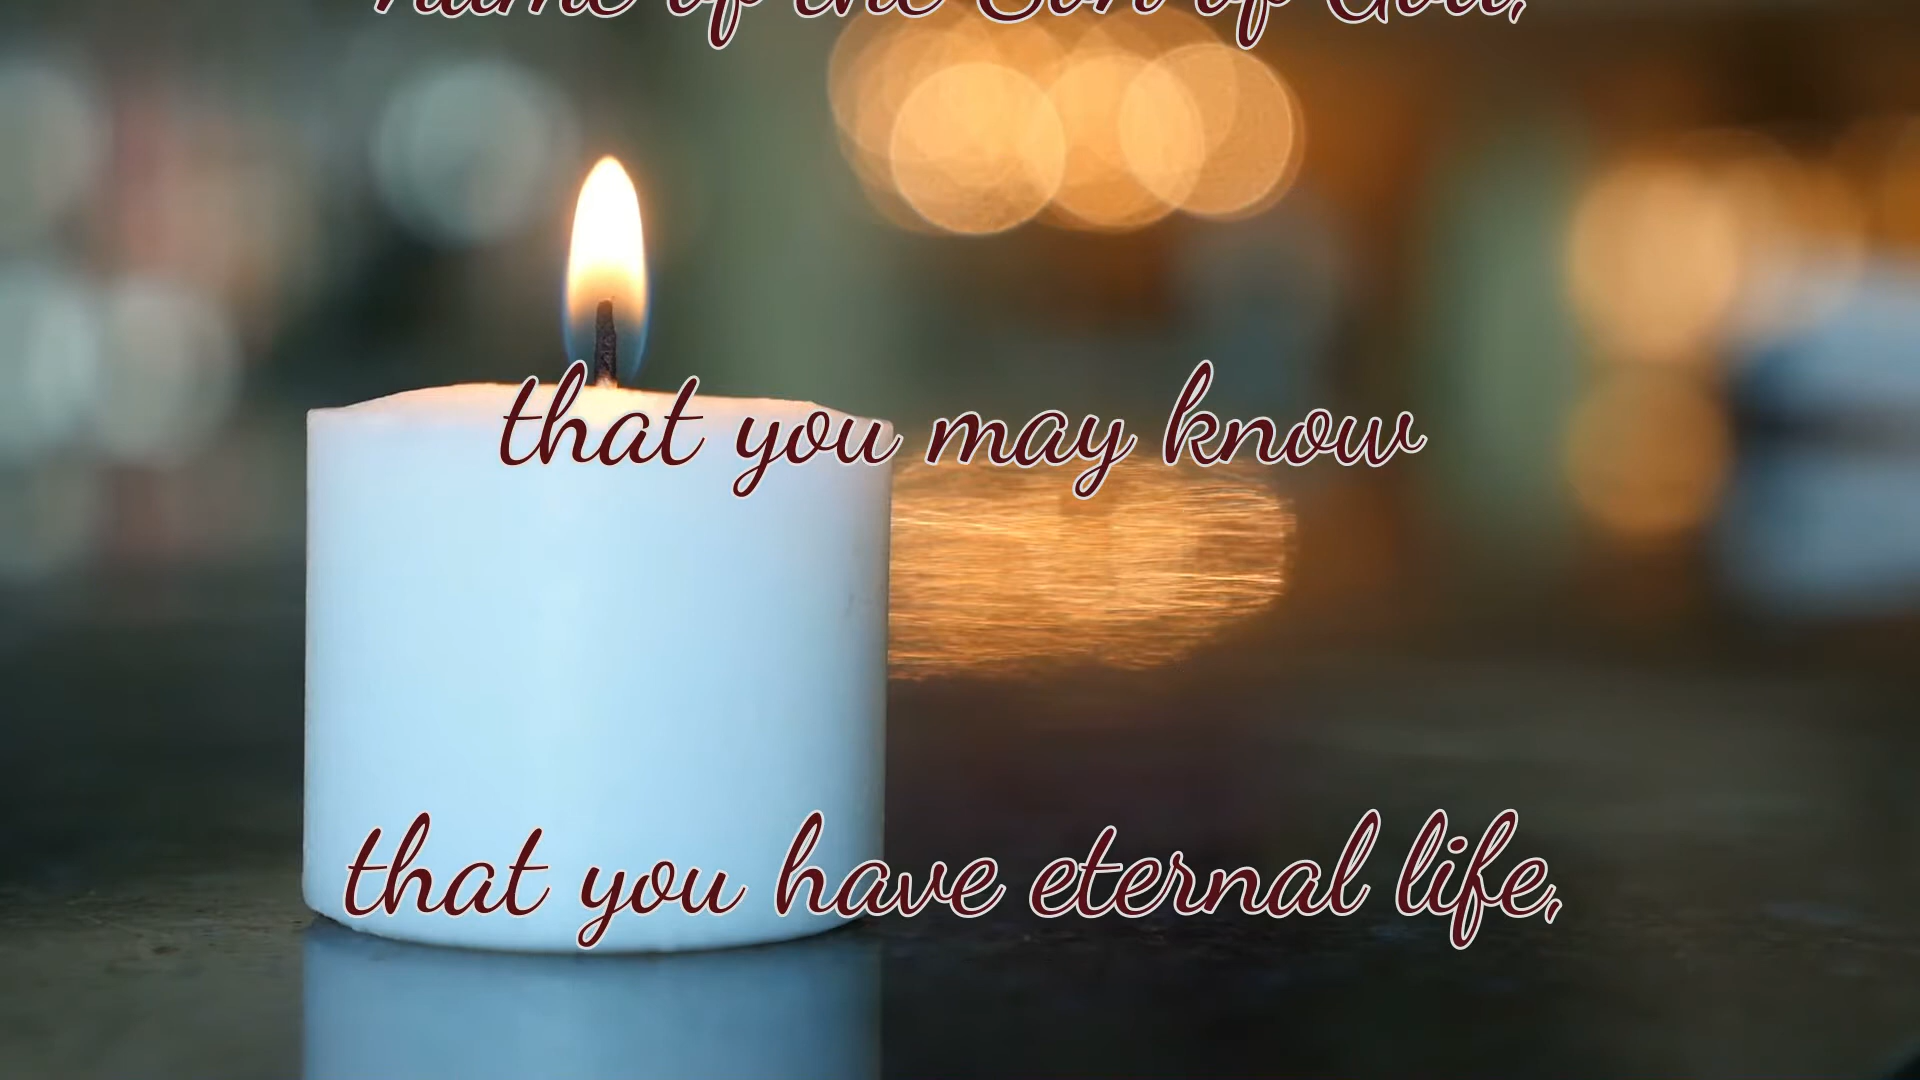 name of the Son of God,
that you may know
that you have eternal life,